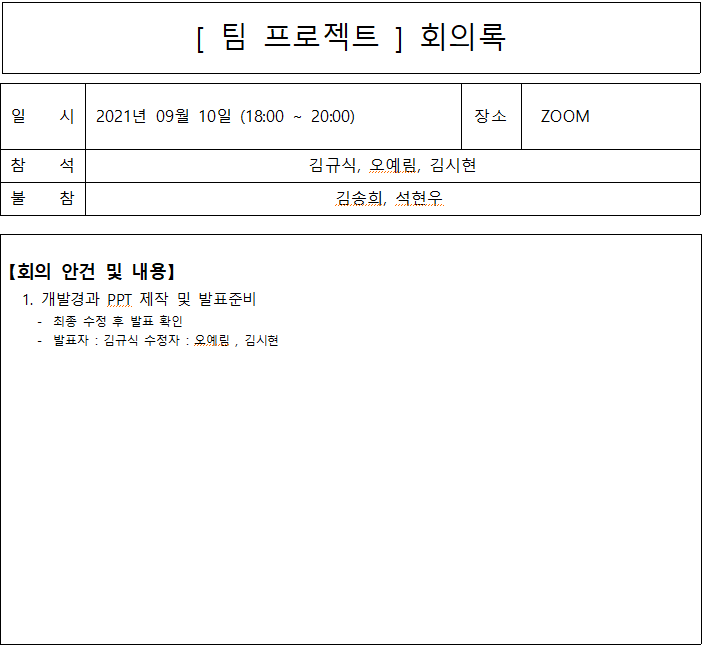 [ 팀 프로젝트 ] 회의록
일 시 2021년 09월 10일 (18:00 ~ 20:00) 장소 ZOOM
참 석 김규식, 오예림, 김시현
불 참 김송희, 석현우
【회의 안건 및 내용】
1. 개발경과 PPT 제작 및 발표준비
- 최종 수정 후 발표 확인
- 발표자 : 김규식 수정자 : 오예림 , 김시현